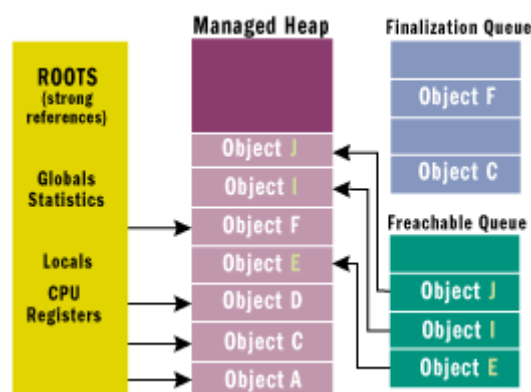 ROOTS
(strong
references)
Globals
Statistics
Locals
CPU
Registers
Managed Heap
Object J
Object I
Object F
Object E
Object D
Object C
Object A
Finalization Queue
Object F
Object C
Freachable Queue
Object J
Object I
Object E